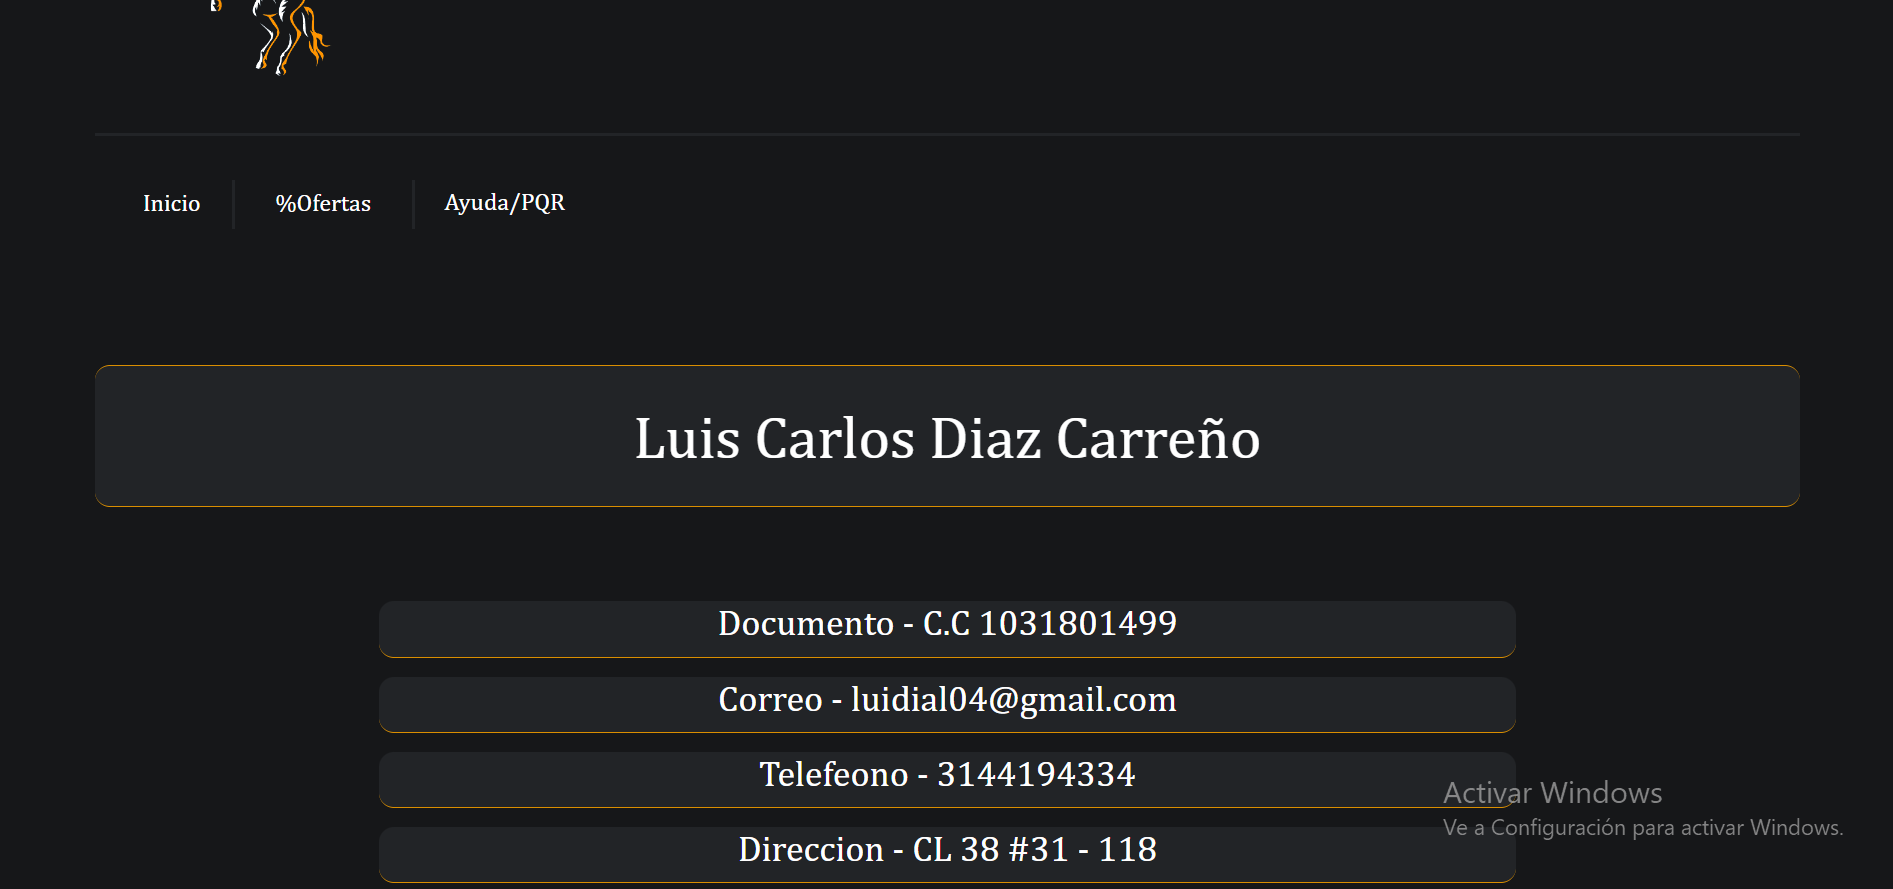 Inicio
%Ofertas
Ayuda/PQR
Luis Carlos Diaz Carreño
Documento - C.C 1031801499
Correo - luidial04@gmail.com
Telefeono - 3144194334
Direccion - CL 38 #31 - 118
Activar Windows
Ve a Configuración para activar Windows.